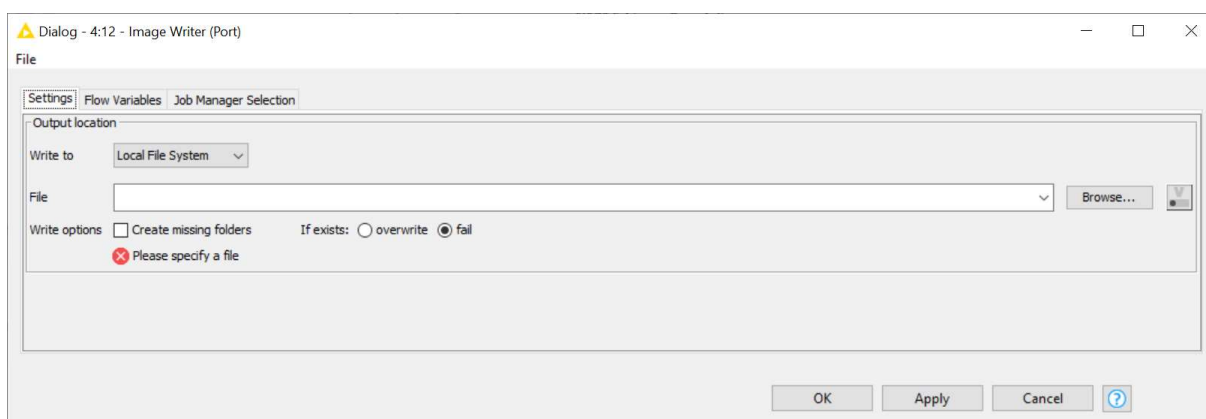 Dialog - 4:12 - Image Writer (Port)
File
Settings Flow Variables Job Manager Selection
Output location
Write to Local File System
File Browse... V
Write options Create missing folders If exists: overwrite fail
Please specify a file
OK Apply Cancel ?